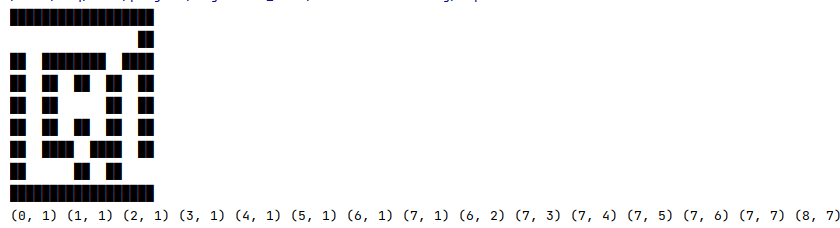 (0, 1) (1, 1) (2, 1) (3, 1) (4, 1) (5, 1) (6, 1) (7, 1) (6, 2) (7, 3) (7, 4) (7, 5) (7, 6) (7, 7) (8, 7)